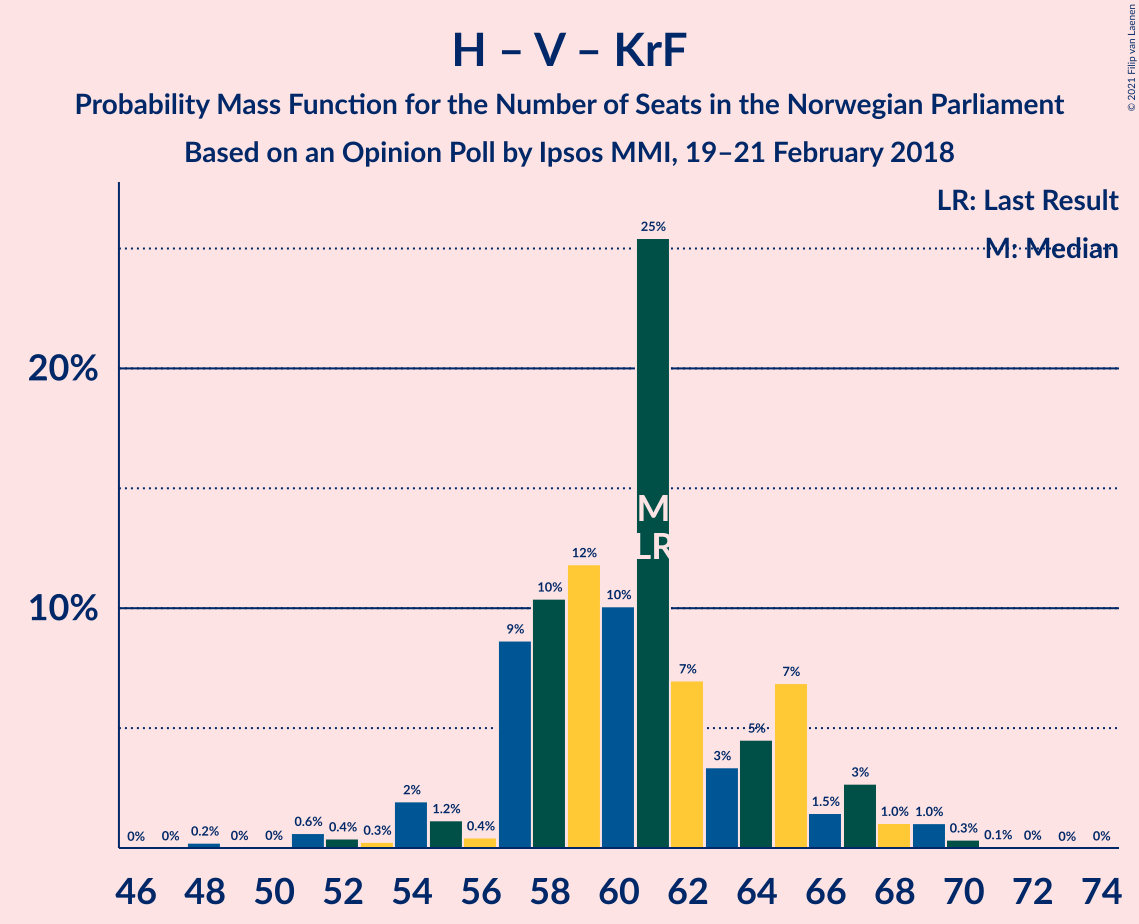 © 2021 Filip van Laenen
H – V – KrF
Probability Mass Function for the Number of Seats in the Norwegian Parliament
Based on an Opinion Poll by Ipsos MMI, 19–21 February 2018
LR: Last Result
M: Median
20%
10%
0% 0% 0.2% 0% 0% 0.6% 0.4% 0.3% 2% 1.2% 0.4% 9% 10% 12% 10% 25% 7% 3% 5% 7% 1.5% 3% 1.0% 1.0% 0.3% 0.1% 0% 0% 0%
M
LR
46 48 50 52 54 56 58 60 62 64 66 68 70 72 74